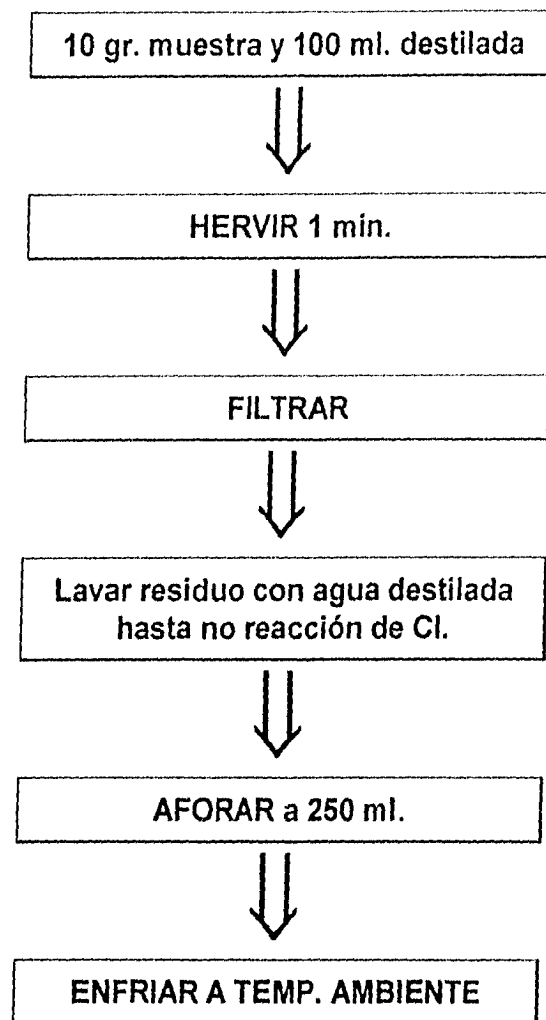 10 gr. muestra y 100 ml. destilada
HERVIR 1 min.
FILTRAR
Lavar residuo con agua destilada
hasta no reacción de Cl.
AFORAR a 250 ml.
ENFRIAR A TEMP. AMBIENTE